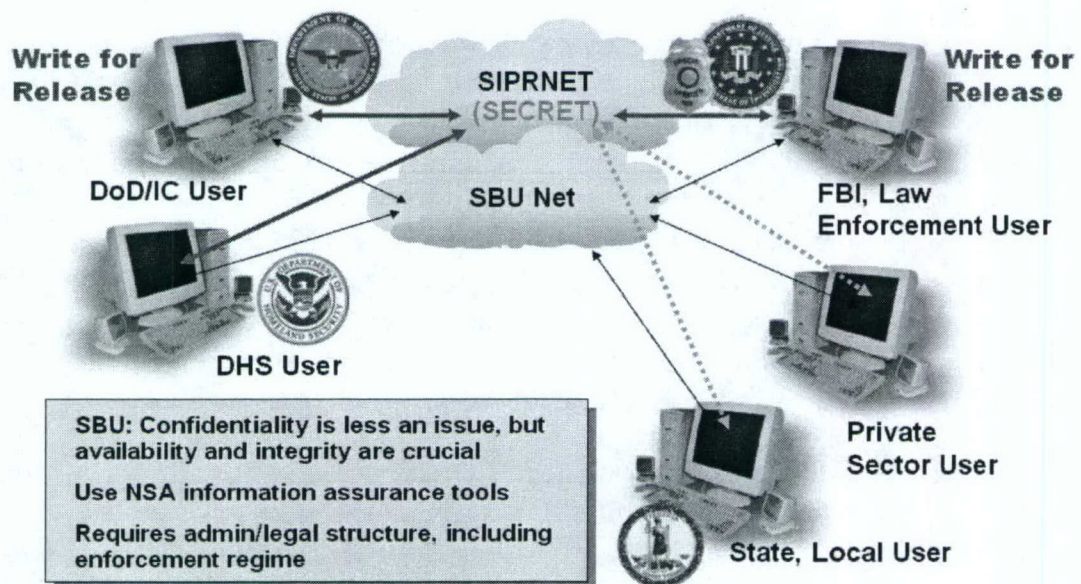 Write for
Release
SIPRNET
(SECRET)
Write for
Release
DoD/IC User
SBU Net
FBI, Law
Enforcement User
DHS User
SBU: Confidentiality is less an issue, but
availability and integrity are crucial
Use NSA information assurance tools
Requires admin/legal structure, including
enforcement regime
Private
Sector User
State, Local User